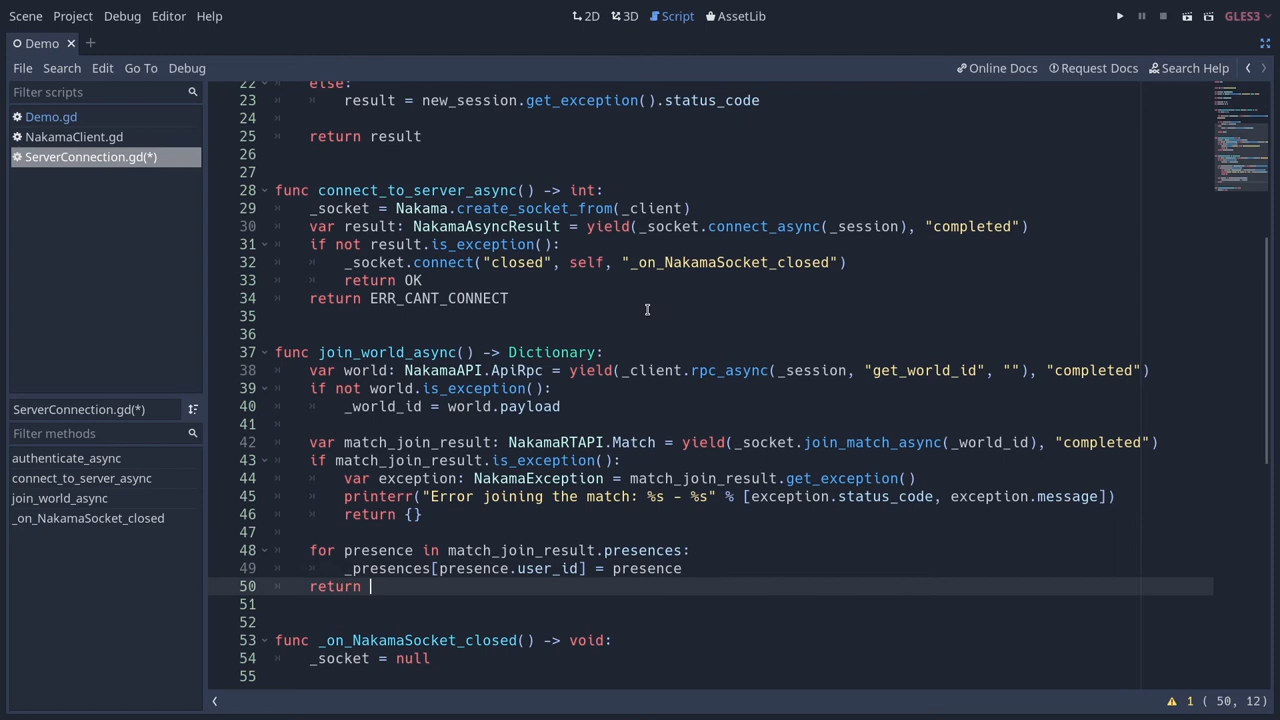 Scene Project Debug Editor Help 2D 3D Script AssetLib GLES3
Demo
File Search Edit Go To Debug Online Docs Request Docs Search Help
Filter scripts
Demo.gd
NakamaClient.gd
ServerConnection.gd(*)
ServerConnection.gd(*)
Filter methods
authenticate_async
connect_to_server_async
join_world_async
_on_NakamaSocket_closed
22 else:
23 result = new_session.get_exception().status_code
24
25 return result
26
27
28 func connect_to_server_async() -> int:
29 _socket = Nakama.create_socket_from(_client)
30 var result: NakamaAsyncResult = yield(_socket.connect_async(_session), "completed")
31 if not result.is_exception():
32 _socket.connect("closed", self, "_on_NakamaSocket_closed")
33 return OK
34 return ERR_CANT_CONNECT
35
36
37 func join_world_async() -> Dictionary:
38 var world: NakamaAPI.ApiRpc = yield(_client.rpc_async(_session, "get_world_id", ""), "completed")
39 if not world.is_exception():
40 _world_id = world.payload
41
42 var match_join_result: NakamaRTAPI.Match = yield(_socket.join_match_async(_world_id), "completed")
43 if match_join_result.is_exception():
44 var exception: NakamaException = match_join_result.get_exception()
45 printerr("Error joining the match: %s - %s" % [exception.status_code, exception.message])
46 return {}
47
48 for presence in match_join_result.presences:
49 _presences[presence.user_id] = presence
50 return
51
52
53 func _on_NakamaSocket_closed() -> void:
54 _socket = null
55
1 ( 50, 12)